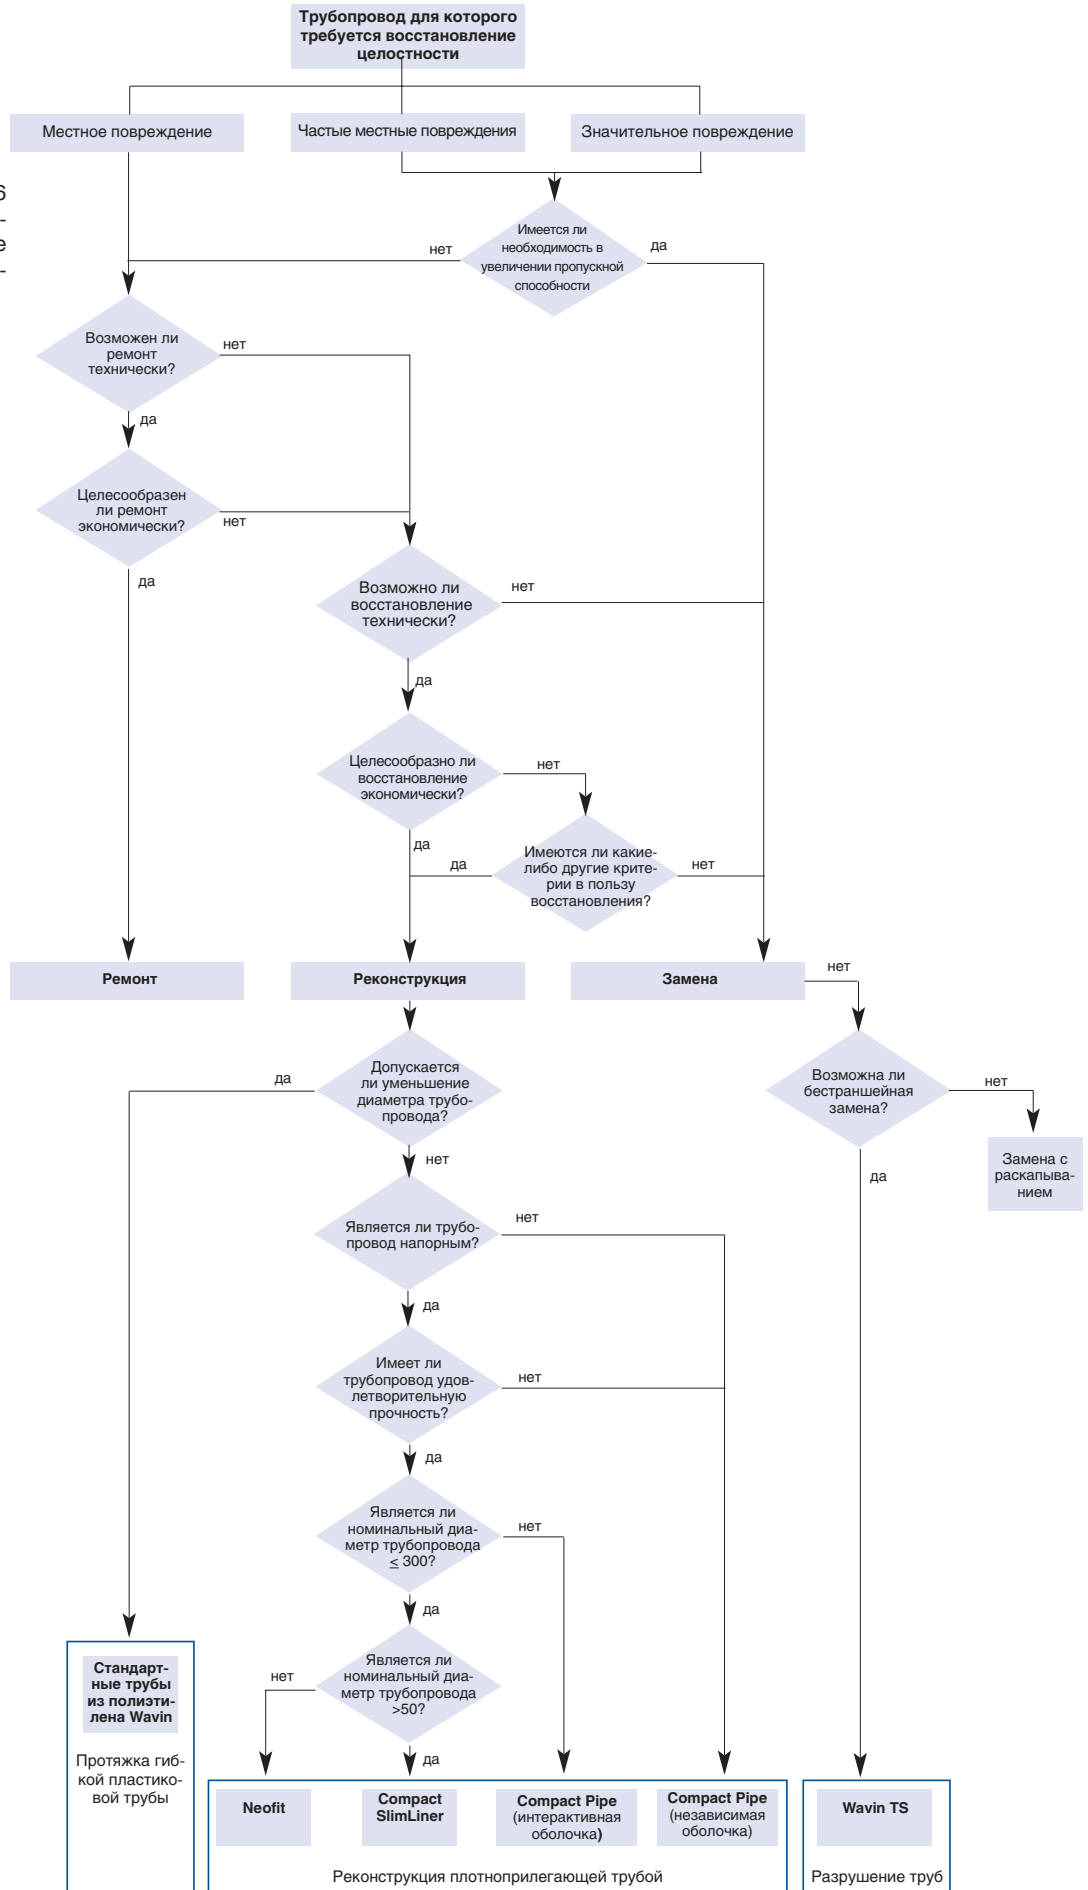 Трубопровод для которого
требуется восстановление
целостности
Местное повреждение
Частые местные повреждения
Значительное повреждение
6
-
е
-
Имеется ли
необходимость в
увеличении пропускной
способности
нет
да
Возможен ли
ремонт
технически?
нет
да
Целесообразен
ли ремонт
экономически?
нет
да
Возможно ли
восстановление
технически?
нет
да
Целесообразно ли
восстановление
экономически?
нет
да
Имеются ли какие-
либо другие крите-
рии в пользу
восстановления?
да
нет
Ремонт
Реконструкция
Замена
нет
Допускается
ли уменьшение
диаметра трубо-
провода?
да
нет
Возможна ли
бестраншейная
замена?
нет
да
Замена с
раскапыва-
нием
Является ли трубо-
провод напорным?
нет
да
Имеет ли
трубопровод удов-
летворительную
прочность?
нет
да
Является ли
номинальный диа-
метр трубопровода
≤ 300?
нет
да
Является ли
номинальный диа-
метр трубопровода
>50?
нет
да
Стандарт-
ные трубы
из полиэти-
лена Wavin
Протяжка гиб-
кой пластико-
вой трубы
Neofit
Compact
SlimLiner
Compact Pipe
(интерактивная
оболочка)
Compact Pipe
(независимая
оболочка)
Реконструкция плотноприлегающей трубой
Wavin TS
Разрушение труб